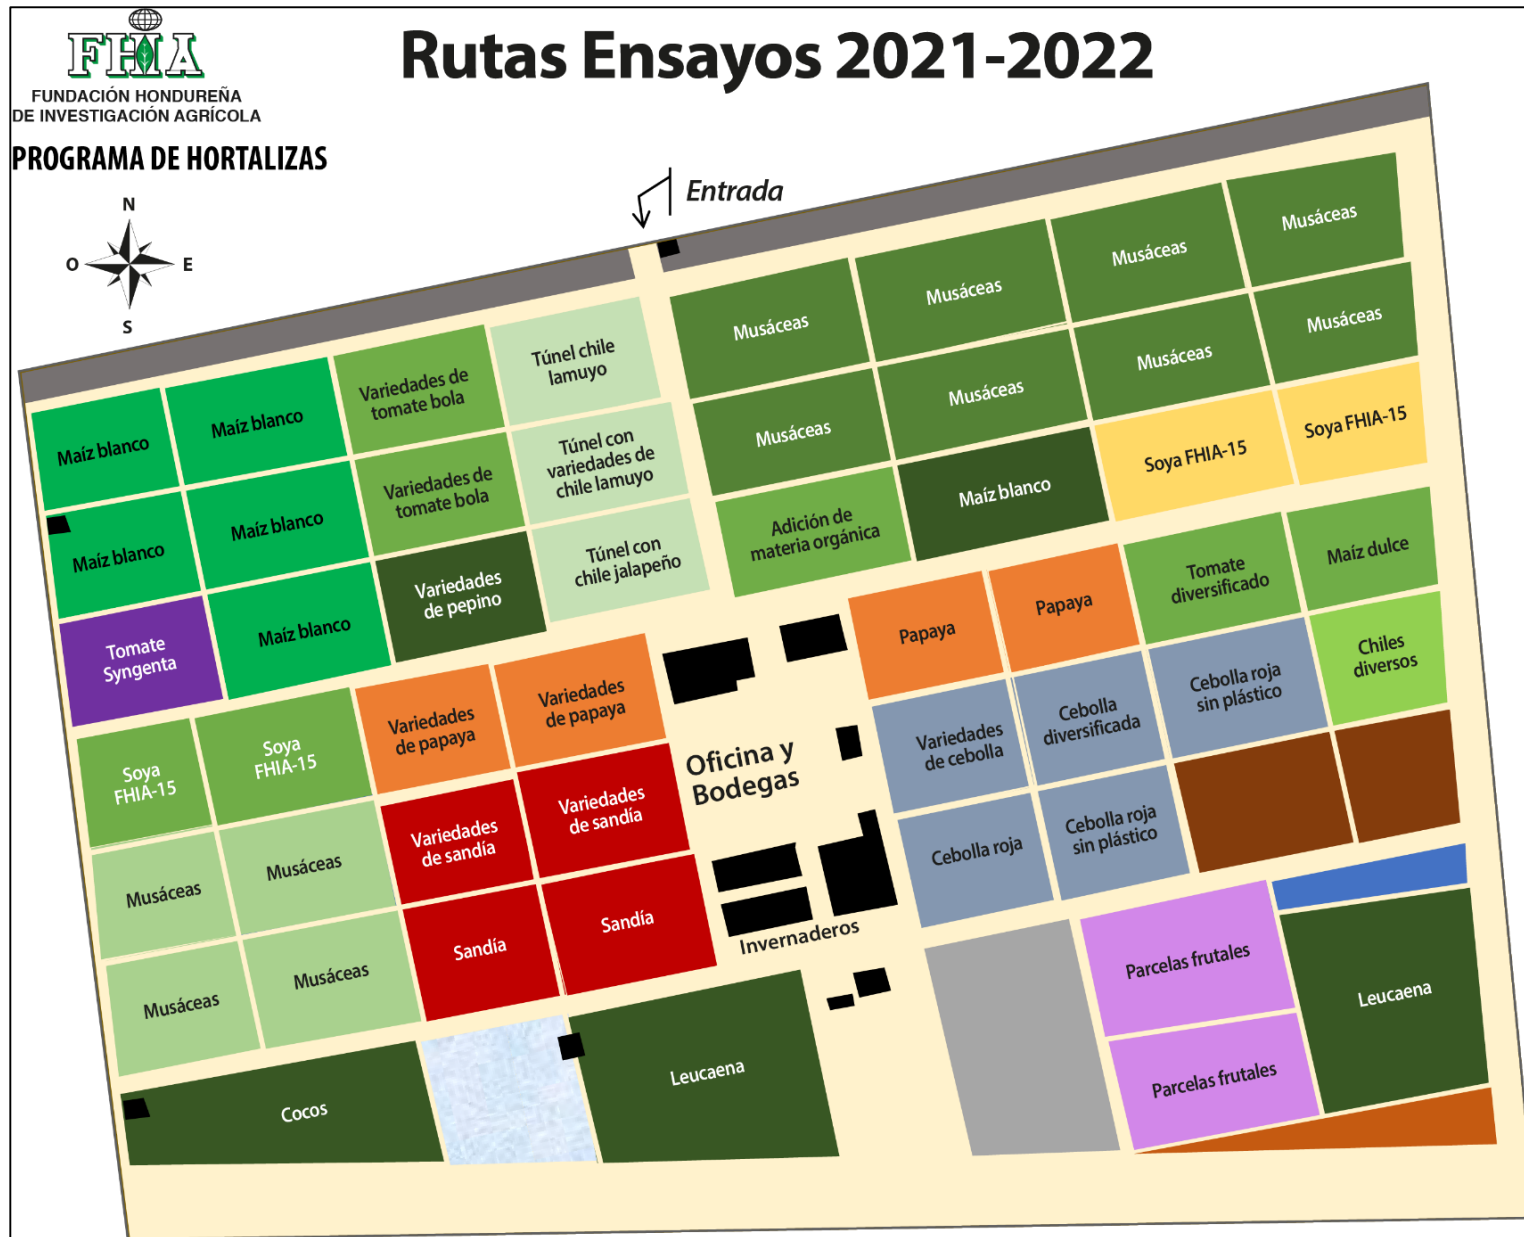 FHIA
FUNDACIÓN HONDUREÑA
DE INVESTIGACIÓN AGRÍCOLA
PROGRAMA DE HORTALIZAS
Rutas Ensayos 2021-2022
N
O
E
S
Entrada
Maíz blanco
Maíz blanco
Variedades de
tomate bola
Túnel chile
lamuyo
Maíz blanco
Maíz blanco
Variedades de
tomate bola
Túnel con
variedades de
chile lamuyo
Tomate
Syngenta
Maíz blanco
Variedades
de pepino
Túnel con
chile jalapeño
Musáceas
Musáceas
Musáceas
Musáceas
Musáceas
Musáceas
Musáceas
Musáceas
Adición de
materia orgánica
Maíz blanco
Soya FHIA-15
Soya FHIA-15
Soya
FHIA-15
Soya
FHIA-15
Variedades
de papaya
Variedades
de papaya
Musáceas
Musáceas
Variedades
de sandía
Variedades
de sandía
Musáceas
Musáceas
Sandía
Sandía
Oficina y
Bodegas
Invernaderos
Papaya
Papaya
Tomate
diversificado
Maíz dulce
Variedades
de cebolla
Cebolla
diversificada
Cebolla roja
sin plástico
Chiles
diversos
Cebolla roja
Cebolla roja
sin plástico
Cocos
Leucaena
Parcelas frutales
Leucaena
Parcelas frutales